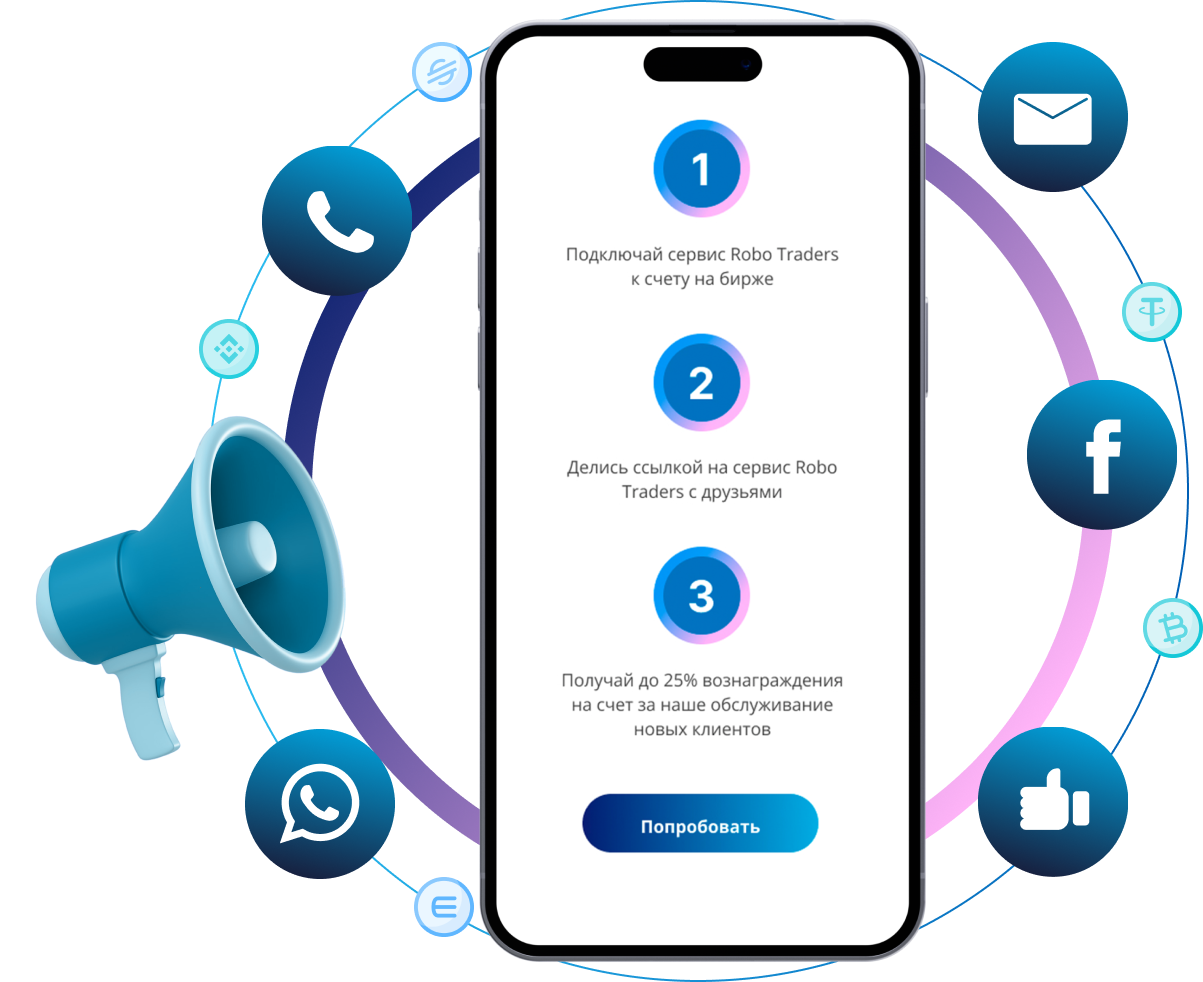 1
Подключай сервис Robo Traders
к счету на бирже
2
Делись ссылкой на сервис Robo
Traders с друзьями
3
Получай до 25% вознаграждения
на счет за наше обслуживание
новых клиентов
Попробовать